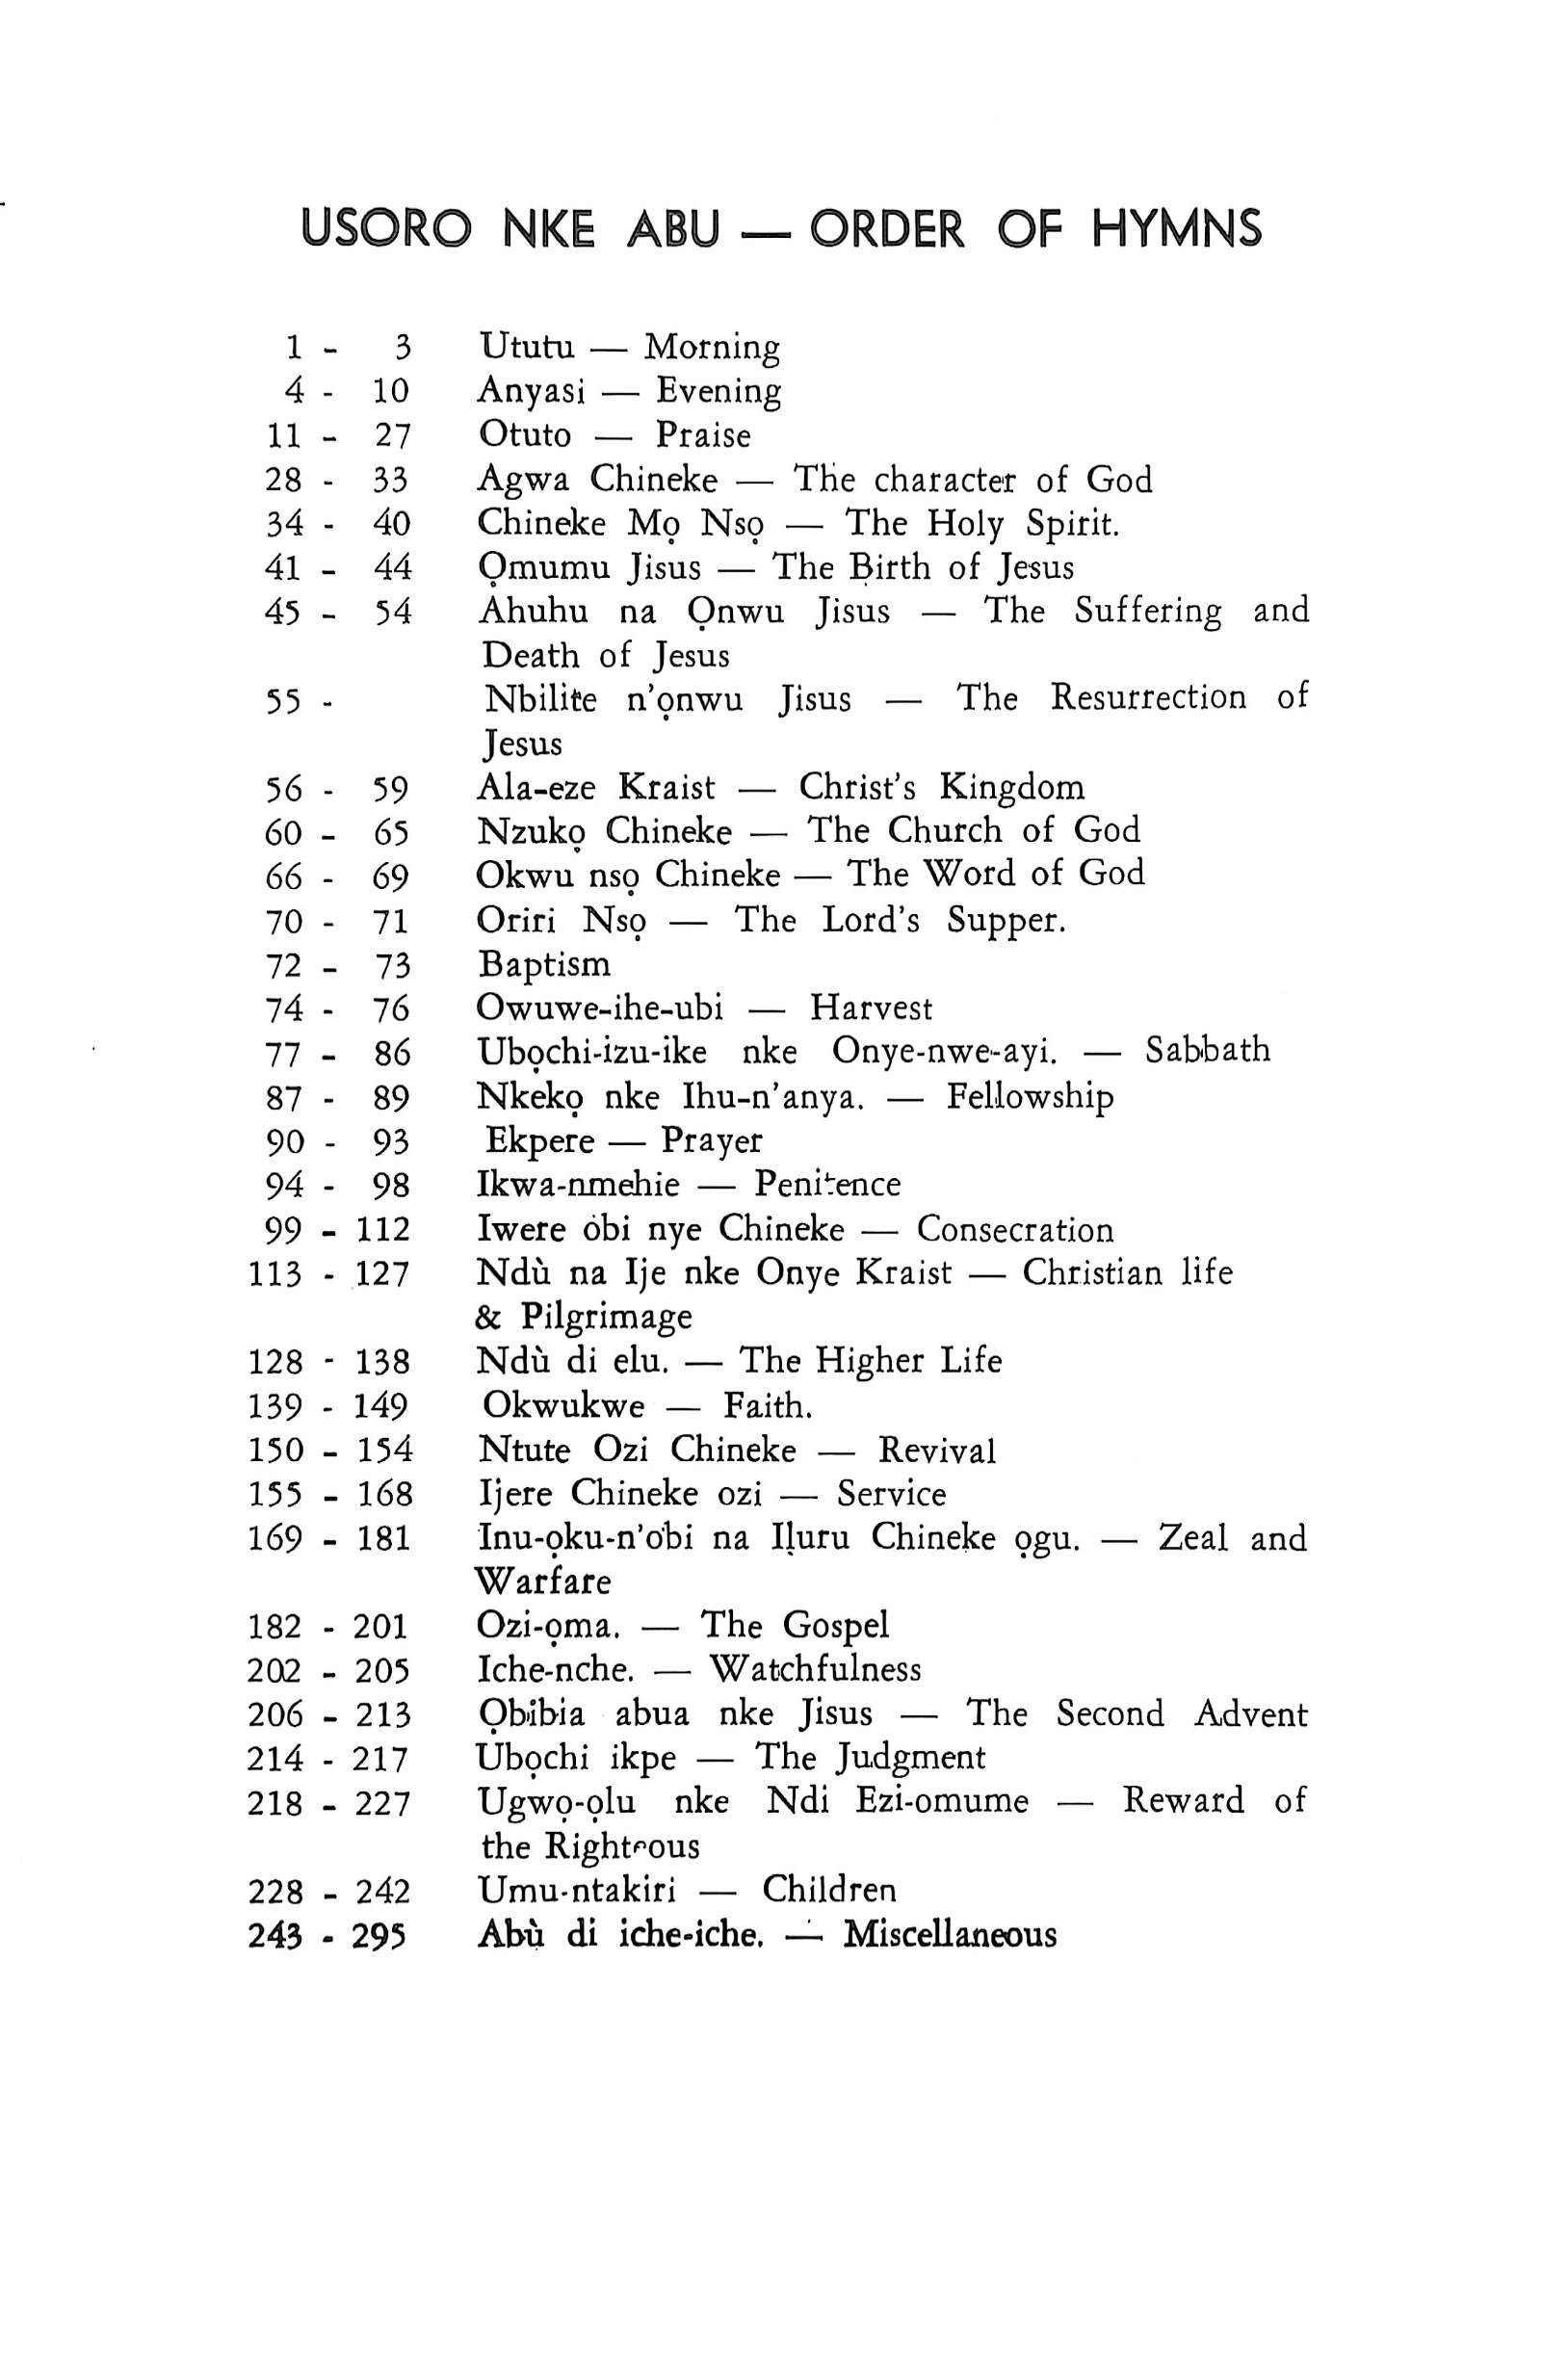 USORO NKE ABU — ORDER OF HYMNS
1 - 3 Ututu — Morning
4 - 10 Anyasi — Evening
11 - 27 Otuto — Praise
28 - 33 Agwa Chineke — The character of God
34 - 40 Chineke Mọ Nsọ — The Holy Spirit.
41 - 44 Ọmumu Jisus — The Birth of Jesus
45 - 54 Ahuhu na Ọnwu Jisus — The Suffering and
Death of Jesus
55 - Nbilite n'ọnwu Jisus — The Resurrection of
Jesus
56 - 59 Ala-eze Kraist — Christ's Kingdom
60 - 65 Nzukọ Chineke — The Church of God
66 - 69 Okwu nsọ Chineke — The Word of God
70 - 71 Oriri Nsọ — The Lord's Supper.
72 - 73 Baptism
74 - 76 Owuwe-ihe-ubi — Harvest
77 - 86 Ubọchi-izu-ike nke Onye-nwe-ayi. — Sabbath
87 - 89 Nkekọ nke Ihu-n'anya. — Fellowship
90 - 93 Ekpere — Prayer
94 - 98 Ikwa-nmehie — Penitence
99 - 112 Iwere obi nye Chineke — Consecration
113 - 127 Ndù na Ije nke Onye Kraist — Christian life
& Pilgrimage
128 - 138 Ndù di elu. — The Higher Life
139 - 149 Okwukwe — Faith.
150 - 154 Ntute Ozi Chineke — Revival
155 - 168 Ijere Chineke ozi — Service
169 - 181 Inu-ọku-n'obi na Iḷuru Chineke ọgu. — Zeal and
Warfare
182 - 201 Ozi-ọma. — The Gospel
202 - 205 Iche-nche. — Watchfulness
206 - 213 Ọbibia abua nke Jisus — The Second Advent
214 - 217 Ubọchi ikpe — The Judgment
218 - 227 Ugwọ-ọlu nke Ndi Ezi-omume — Reward of
the Righteous
228 - 242 Umu-ntakiri — Children
243 - 295 Abù di iche-iche. — Miscellaneous